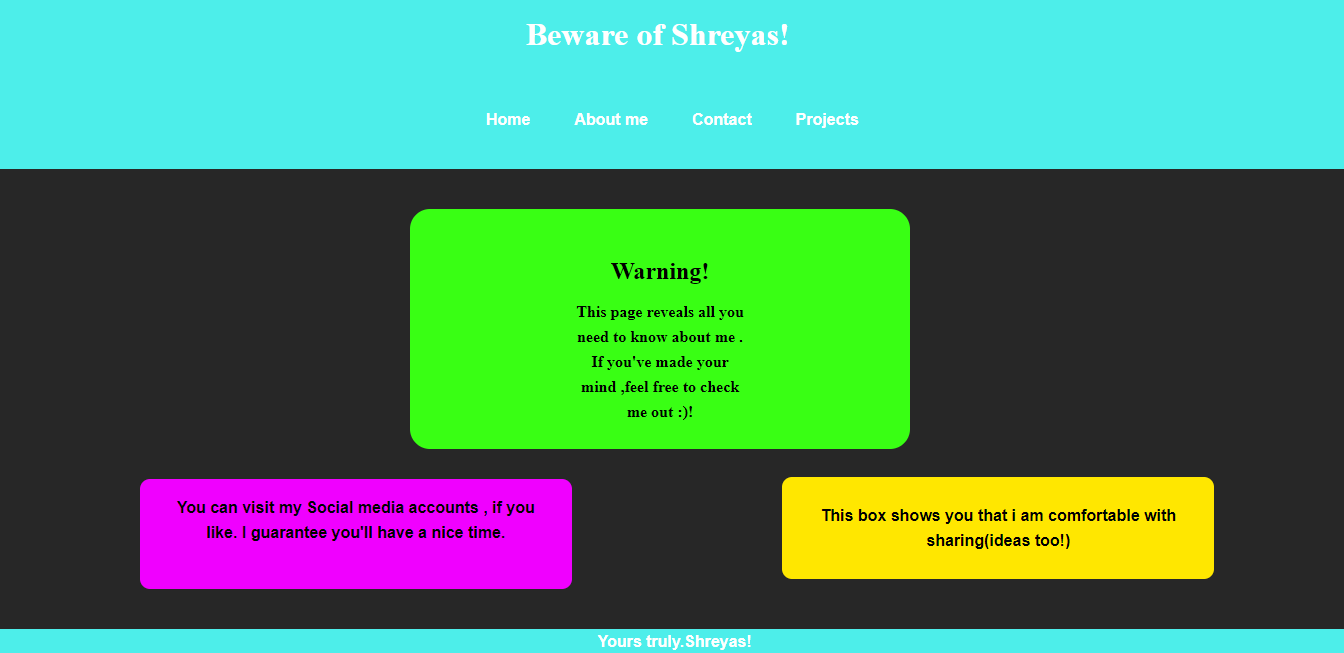 Beware of Shreyas!
Home About me Contact Projects
Warning!
This page reveals all you
need to know about me .
If you've made your
mind ,feel free to check
me out :)!
You can visit my Social media accounts , if you
like. I guarantee you'll have a nice time.
This box shows you that i am comfortable with
sharing(ideas too!)
Yours truly.Shreyas!